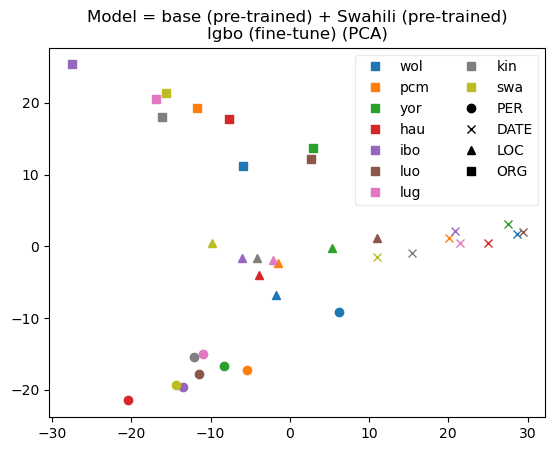 Model = base (pre-trained) + Swahili (pre-trained)
Igbo (fine-tune) (PCA)
wol
pcm
yor
hau
ibo
luo
lug
kin
swa
PER
DATE
LOC
ORG
20
10
0
−10
−20
−30
−20
−10
0
10
20
30